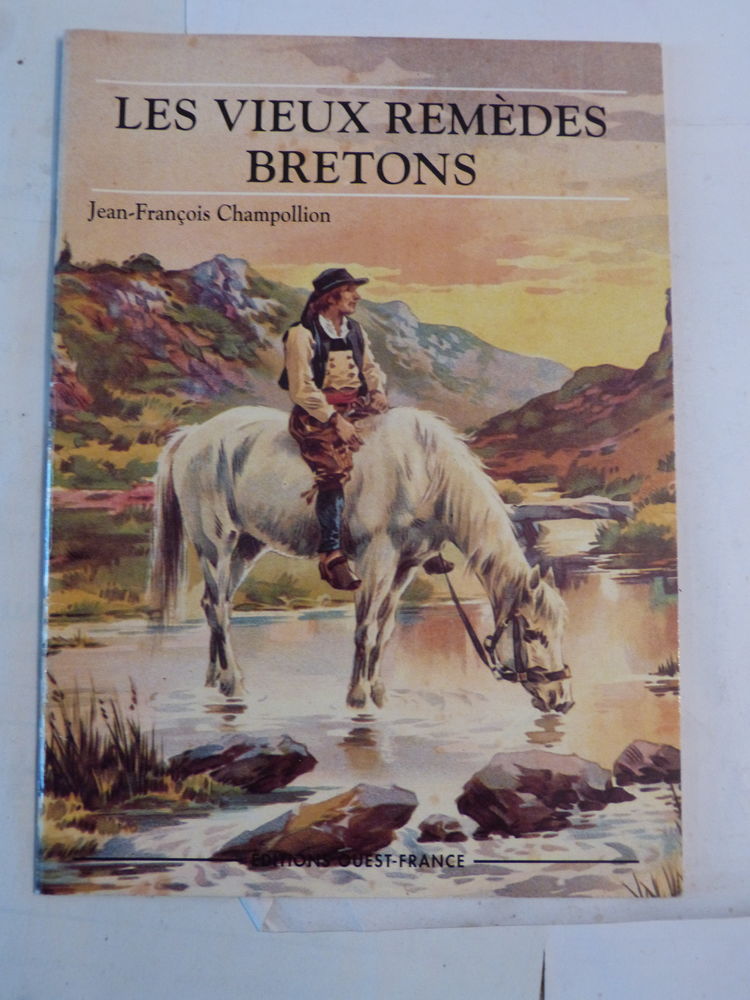 LES VIEUX REMÈDES
BRETONS
Jean-François Champollion
ÉDITIONS OUEST-FRANCE